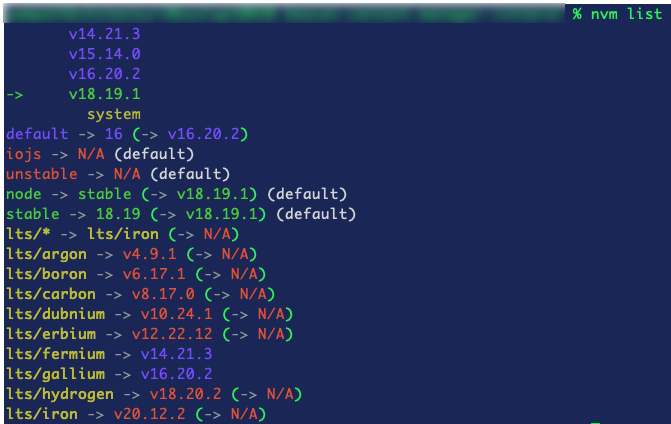 % nvm list
v14.21.3
v15.14.0
v16.20.2
-> v18.19.1
system
default -> 16 (-> v16.20.2)
iojs -> N/A (default)
unstable -> N/A (default)
node -> stable (-> v18.19.1) (default)
stable -> 18.19 (-> v18.19.1) (default)
lts/* -> lts/iron (-> N/A)
lts/argon -> v4.9.1 (-> N/A)
lts/boron -> v6.17.1 (-> N/A)
lts/carbon -> v8.17.0 (-> N/A)
lts/dubnium -> v10.24.1 (-> N/A)
lts/erbium -> v12.22.12 (-> N/A)
lts/fermium -> v14.21.3
lts/gallium -> v16.20.2
lts/hydrogen -> v18.20.2 (-> N/A)
lts/iron -> v20.12.2 (-> N/A)